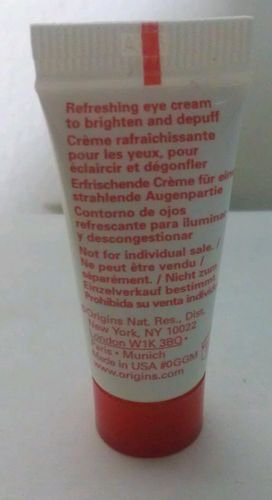 Refreshing eye cream
to brighten and depuff
Crème rafraîchissante
pour les yeux, pour
éclaircir et dégonfler
Erfrischende Crème für eine
strahlende Augenpartie
Contorno de ojos
refrescante para iluminar
y descongestionar
Not for individual sale. /
Ne peut être vendu /
séparément. / Nicht zum
Einzelverkauf bestimmt
Prohibida su venta individ
©Origins Nat. Res., Dist.
New York, NY 10022
London W1K 3BQ •
Paris • Munich
Made in USA #0GGM
www.origins.com